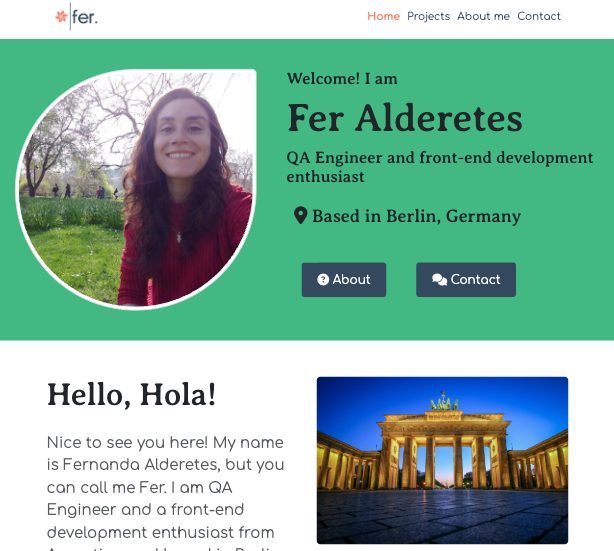 fer.
Home Projects About me Contact
Welcome! I am
Fer Alderetes
QA Engineer and front-end development
enthusiast
Based in Berlin, Germany
About
Contact
Hello, Hola!
Nice to see you here! My name
is Fernanda Alderetes, but you
can call me Fer. I am QA
Engineer and a front-end
development enthusiast from